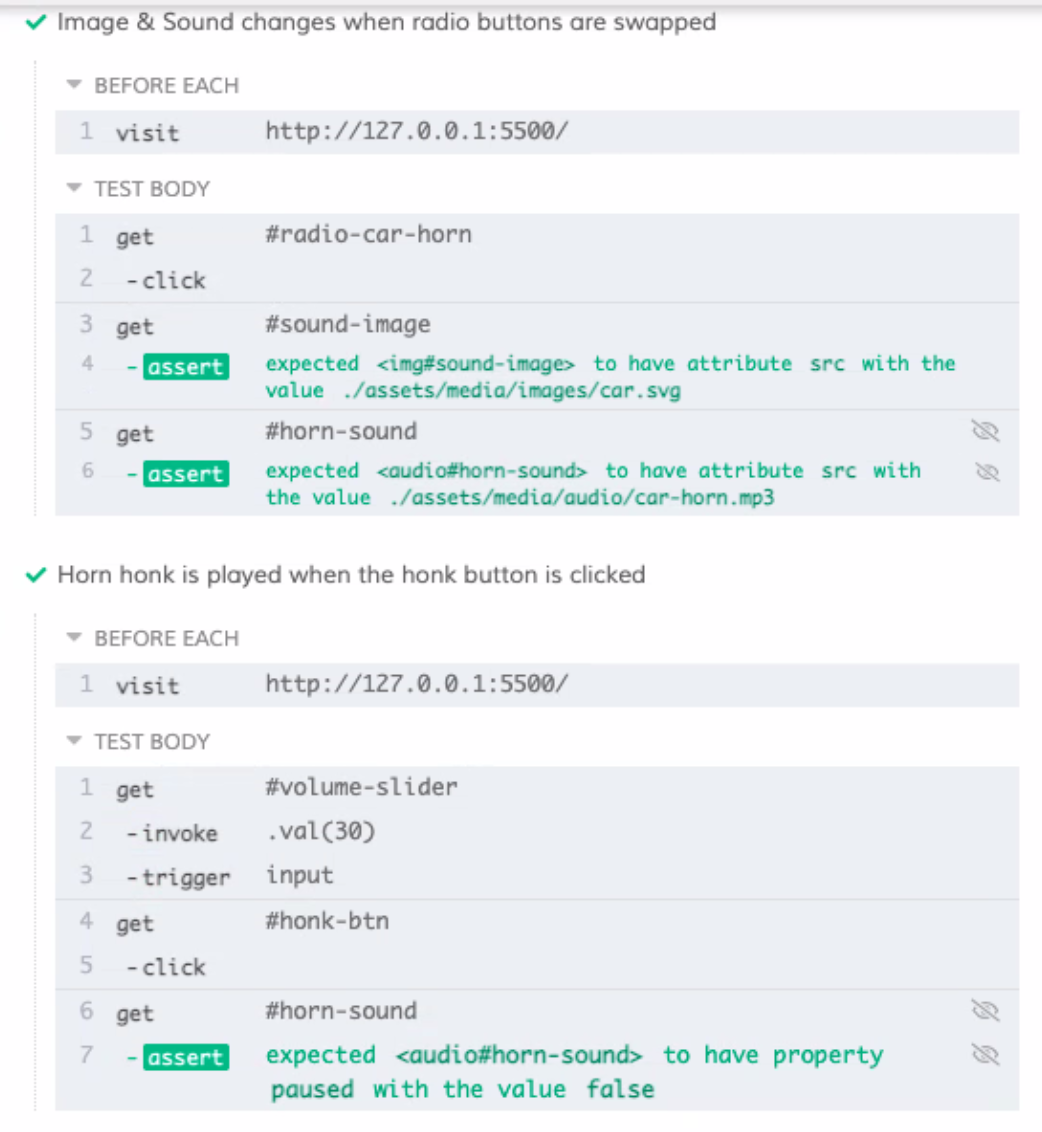 Image & Sound changes when radio buttons are swapped
BEFORE EACH
1 visit http://127.0.0.1:5500/
TEST BODY
1 get #radio-car-horn
2 -click
3 get #sound-image
4 -assert expected <img#sound-image> to have attribute src with the
value ./assets/media/images/car.svg
5 get #horn-sound
6 -assert expected <audio#horn-sound> to have attribute src with
the value ./assets/media/audio/car-horn.mp3
Horn honk is played when the honk button is clicked
BEFORE EACH
1 visit http://127.0.0.1:5500/
TEST BODY
1 get #volume-slider
2 -invoke .val(30)
3 -trigger input
4 get #honk-btn
5 -click
6 get #horn-sound
7 -assert expected <audio#horn-sound> to have property
paused with the value false